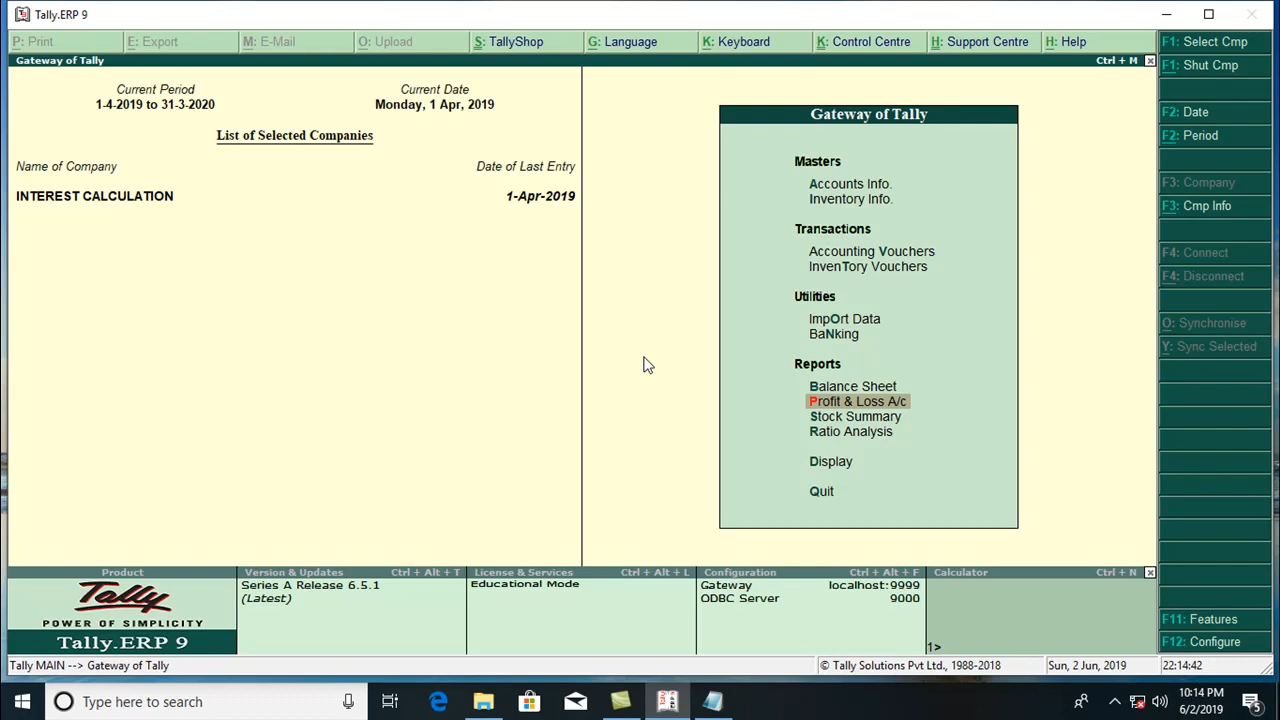 Tally.ERP 9
P: Print E: Export M: E-Mail O: Upload S: TallyShop G: Language K: Keyboard K: Control Centre H: Support Centre H: Help
Gateway of Tally Ctrl + M
Current Period Current Date
1-4-2019 to 31-3-2020 Monday, 1 Apr, 2019
List of Selected Companies
Name of Company Date of Last Entry
INTEREST CALCULATION 1-Apr-2019
Gateway of Tally
Masters
Accounts Info.
Inventory Info.
Transactions
Accounting Vouchers
InvenTory Vouchers
Utilities
ImpOrt Data
BaNking
Reports
Balance Sheet
Profit & Loss A/c
Stock Summary
Ratio Analysis
Display
Quit
F1: Select Cmp
F1: Shut Cmp
F2: Date
F2: Period
F3: Company
F3: Cmp Info
F4: Connect
F4: Disconnect
O: Synchronise
Y: Sync Selected
F11: Features
F12: Configure
Product
Tally
POWER OF SIMPLICITY
Tally.ERP 9
Version & Updates Ctrl + Alt + T
Series A Release 6.5.1
(Latest)
License & Services Ctrl + Alt + L
Educational Mode
Configuration Ctrl + Alt + F
Gateway localhost:9999
ODBC Server 9000
Calculator Ctrl + N
1>
Tally MAIN --> Gateway of Tally © Tally Solutions Pvt Ltd., 1988-2018 Sun, 2 Jun, 2019 22:14:42
Type here to search
10:14 PM
6/2/2019
5